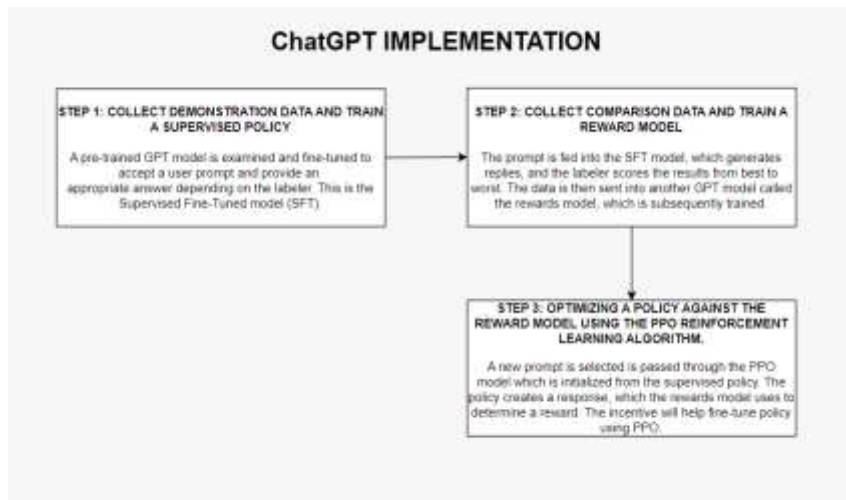 ChatGPT IMPLEMENTATION
STEP 1: COLLECT DEMONSTRATION DATA AND TRAIN
A SUPERVISED POLICY
A pre-trained GPT model is examined and fine-tuned to
accept a user prompt and provide an
appropriate answer depending on the labeler. This is the
Supervised Fine-Tuned model (SFT)
STEP 2: COLLECT COMPARISON DATA AND TRAIN A
REWARD MODEL
The prompt is fed into the SFT model, which generates
replies, and the labeler scores the results from best to
worst. The data is then sent into another GPT model called
the rewards model, which is subsequently trained
STEP 3: OPTIMIZING A POLICY AGAINST THE
REWARD MODEL USING THE PPO REINFORCEMENT
LEARNING ALGORITHM.
A new prompt is selected is passed through the PPO
model which is initialized from the supervised policy. The
policy creates a response, which the rewards model uses to
determine a reward. The incentive will help fine-tune policy
using PPO.